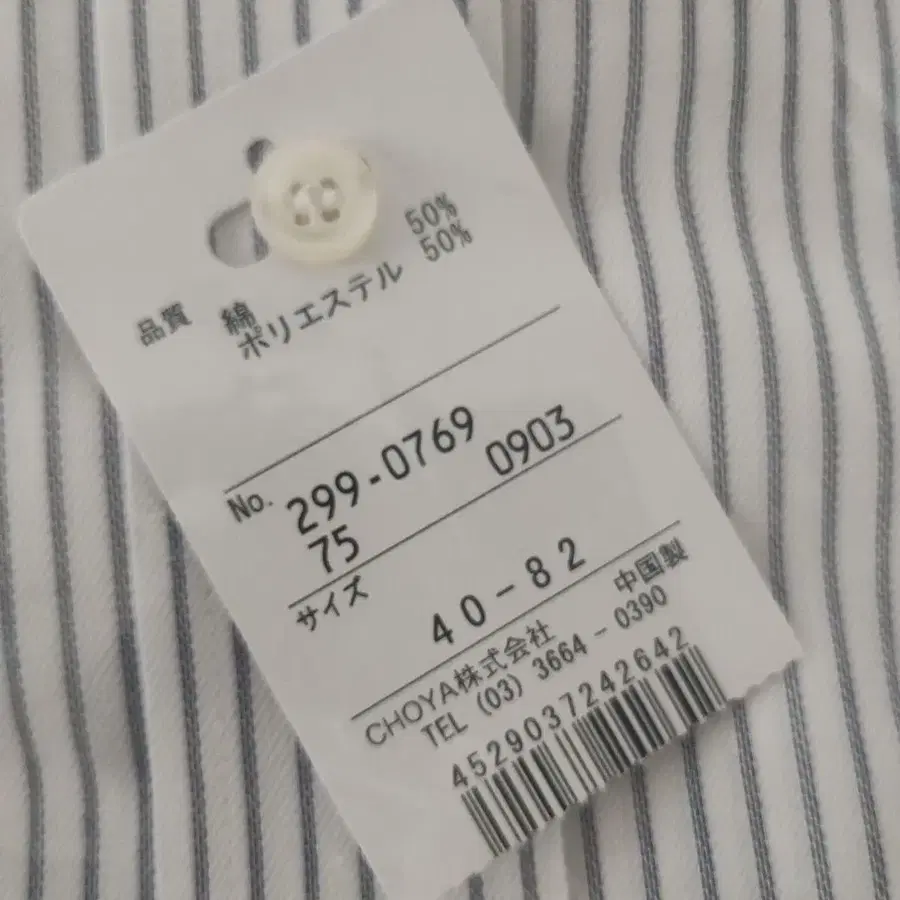 品質 綿 50%
ポリエステル 50%
No. 299-0769
75 0903
サイズ
40-82
中国製
CHOYA株式会社
TEL (03) 3664-0390
4529037242642